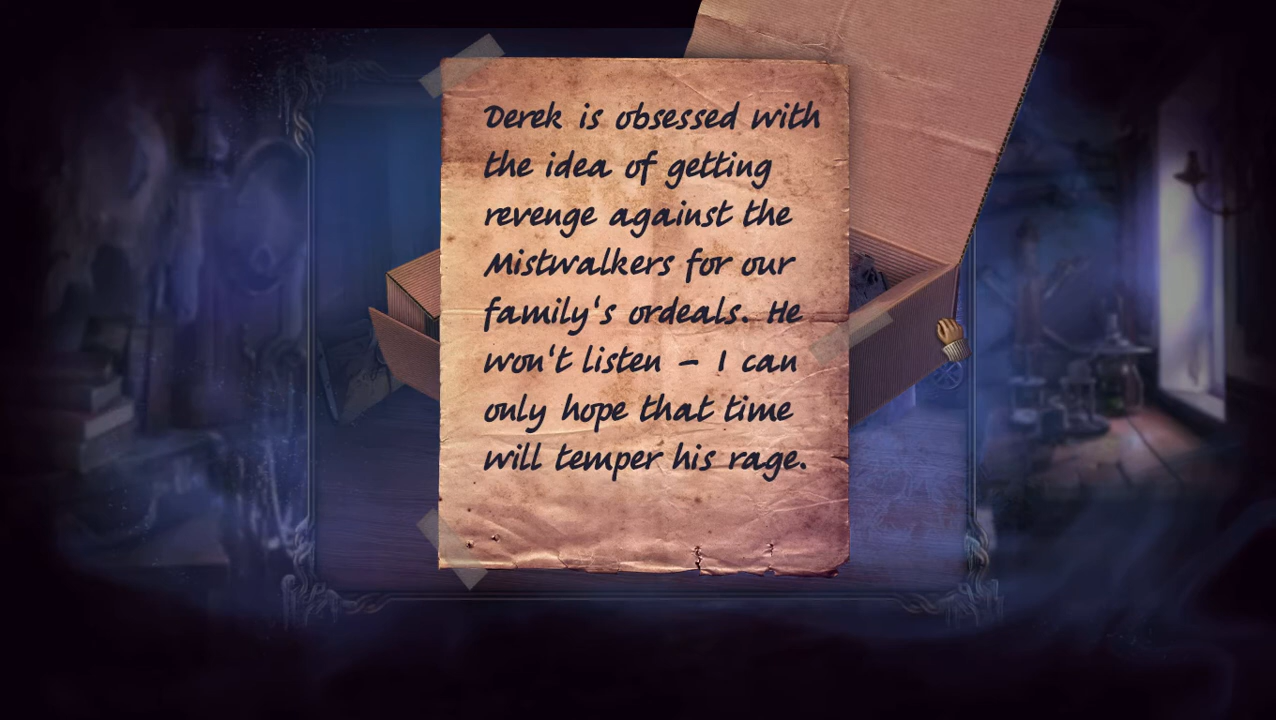 Derek is obsessed with
the idea of getting
revenge against the
Mistwalkers for our
family's ordeals. He
won't listen – I can
only hope that time
will temper his rage.